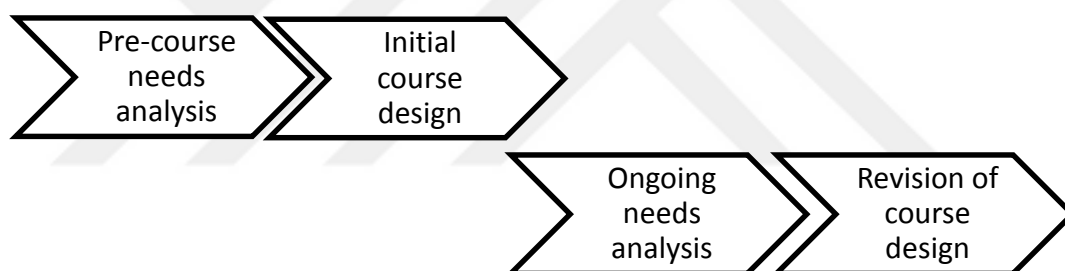 Pre-course
needs
analysis
Initial
course
design
Ongoing
needs
analysis
Revision of
course
design